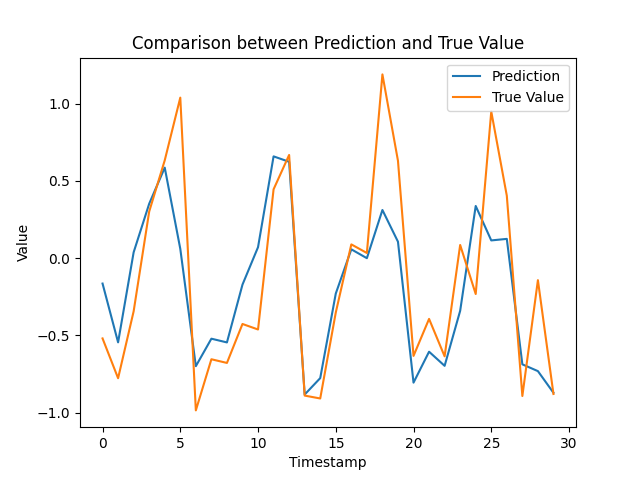 Comparison between Prediction and True Value
Prediction
True Value
1.0
0.5
0.0
−0.5
−1.0
Value
0 5 10 15 20 25 30
Timestamp